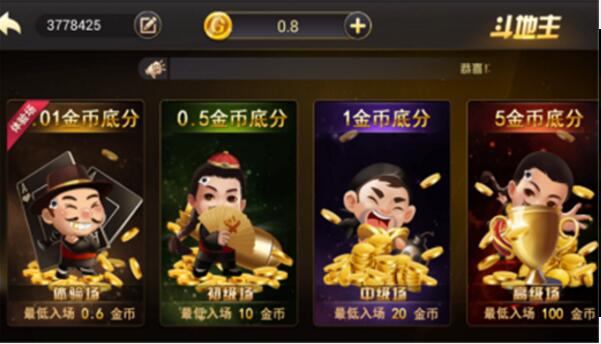 3778425
0.8
斗地主
恭喜
体验场
.01金币底分
0.5金币底分
1金币底分
5金币底分
体验场
初级场
中级场
高级场
最低入场 0.6 金币
最低入场 10 金币
最低入场 20 金币
最低入场 100 金币